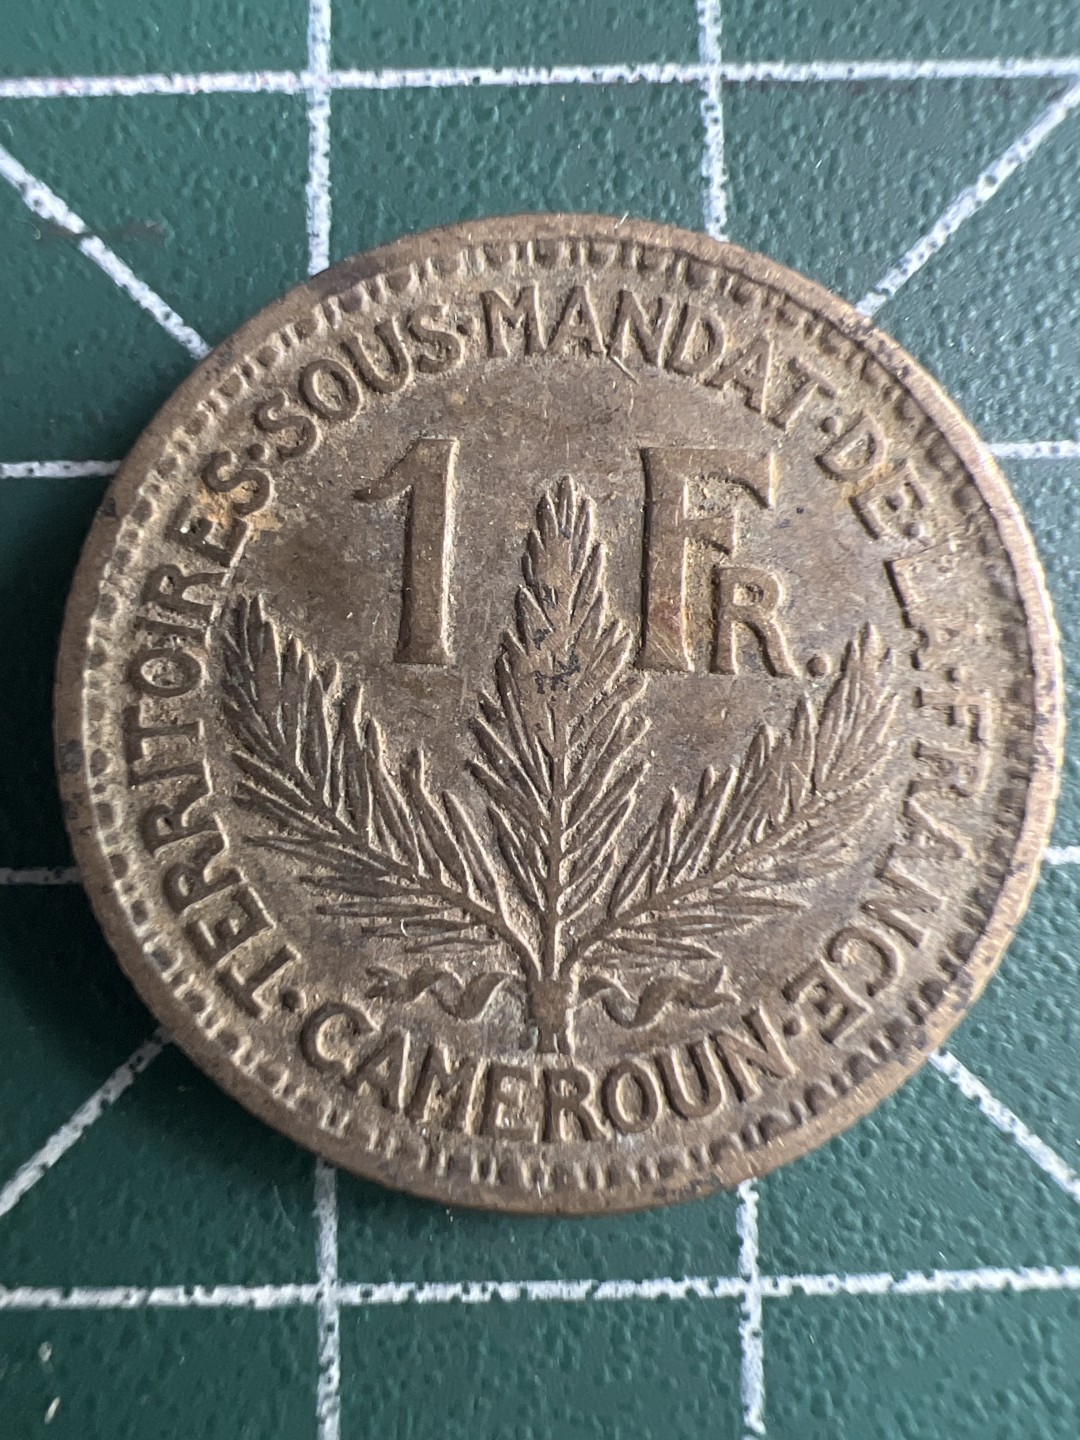 TERRITOIRES·SOUS·MANDAT·DE·LA·FRANCE·
1 FR.
CAMEROUN·